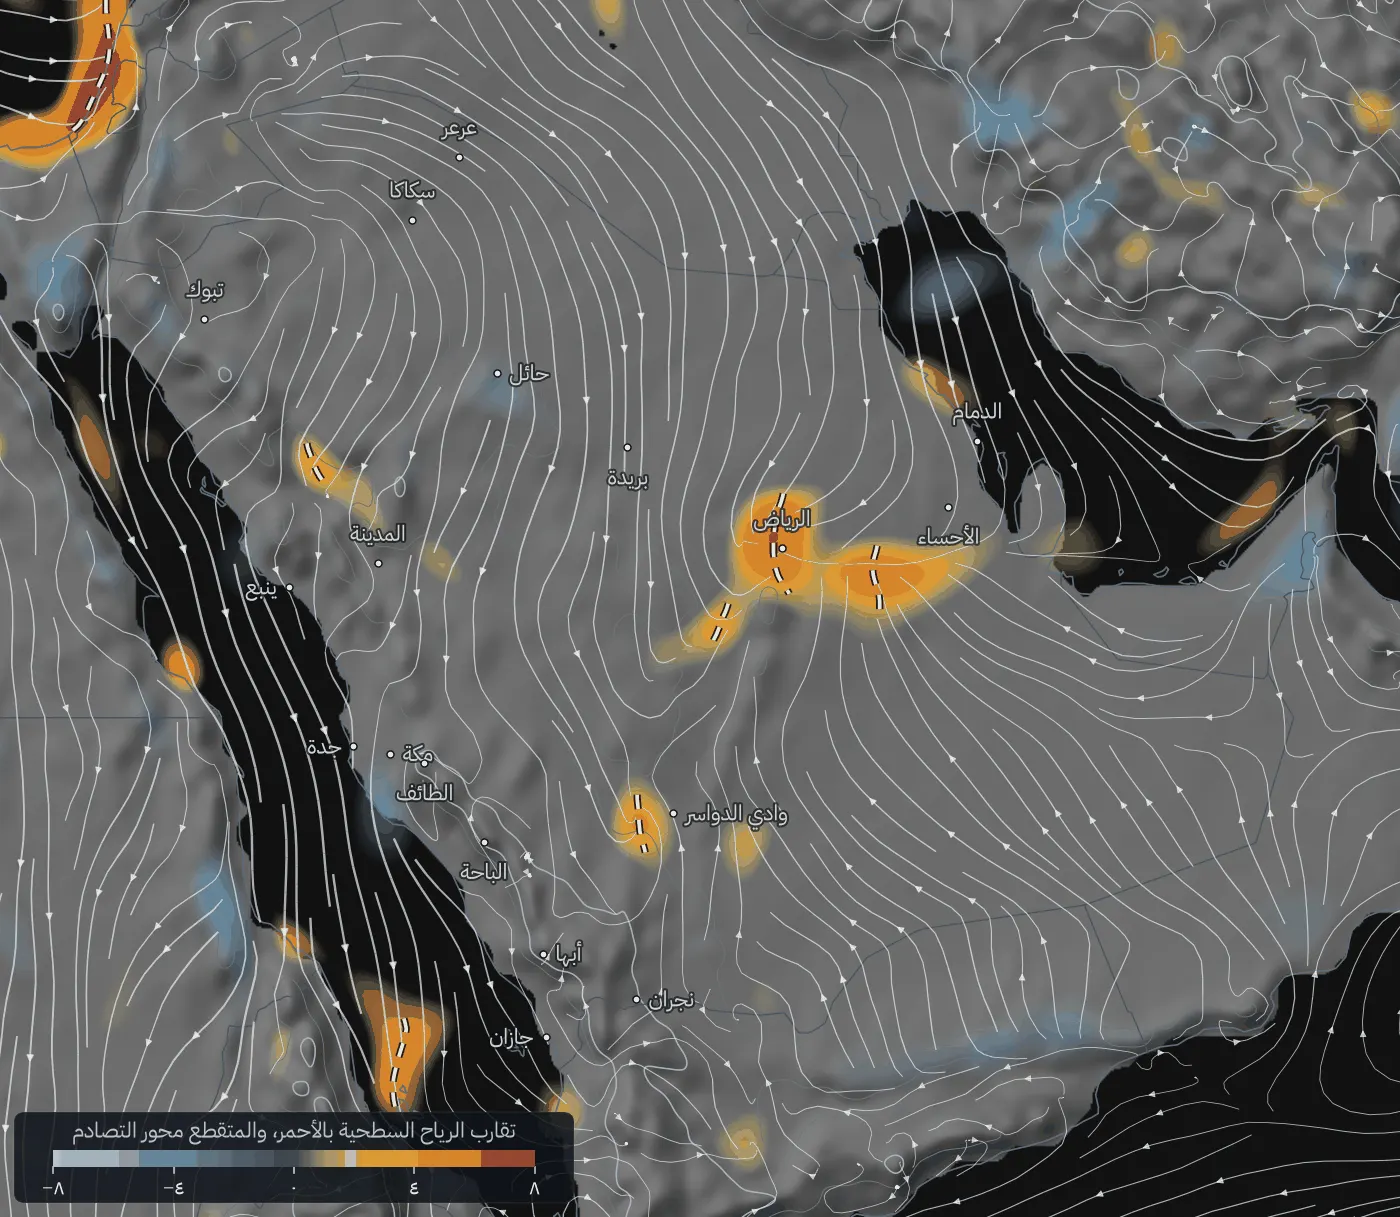 عرعر
سكاكا
تبوك
حائل
الدمام
بريدة
الرياض
الأحساء
المدينة
ينبع
جدة
مكة
الطائف
وادي الدواسر
الباحة
أبها
نجران
جازان
تقارب الرياح السطحية بالأحمر، والمتقطع محور التصادم
−٨ −٤ ٠ ٤ ٨